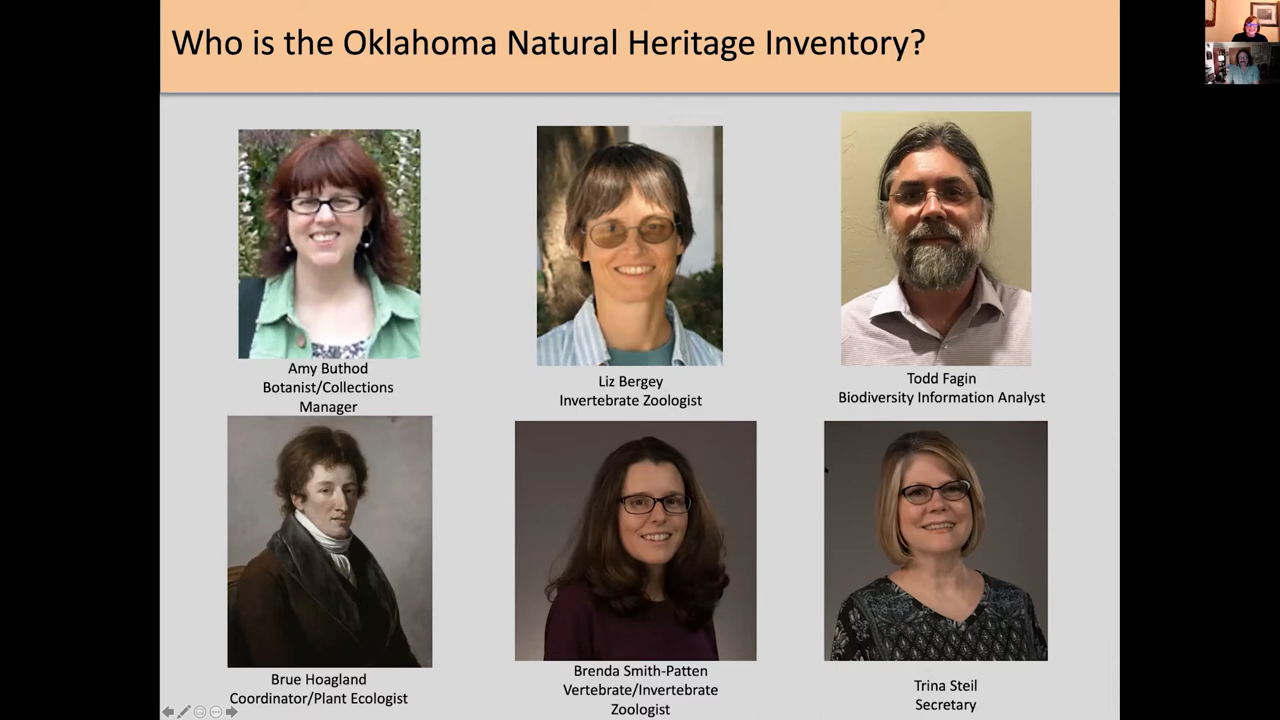 Who is the Oklahoma Natural Heritage Inventory?
Amy Buthod
Botanist/Collections
Manager
Liz Bergey
Invertebrate Zoologist
Todd Fagin
Biodiversity Information Analyst
Brue Hoagland
Coordinator/Plant Ecologist
Brenda Smith-Patten
Vertebrate/Invertebrate
Zoologist
Trina Steil
Secretary